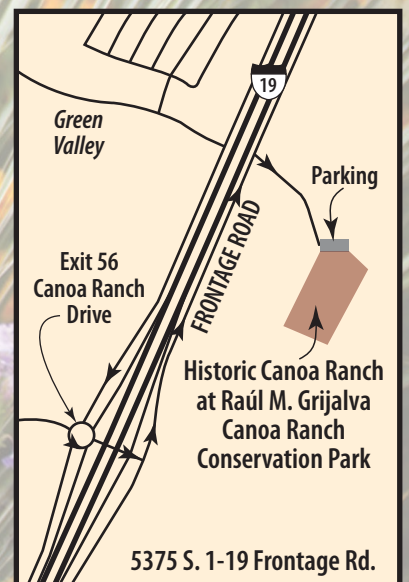 19
Green
Valley
Parking
Exit 56
Canoa Ranch
Drive
FRONTAGE ROAD
Historic Canoa Ranch
at Raúl M. Grijalva
Canoa Ranch
Conservation Park
5375 S. 1-19 Frontage Rd.